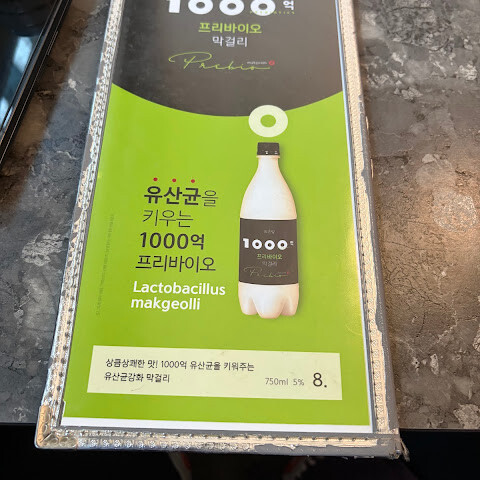 1000억
프리바이오
막걸리
Prebio
유산균을
키우는
1000억
프리바이오
Lactobacillus
makgeolli
1000억
프리바이오
막걸리
Prebio
상큼상쾌한 맛! 1000억 유산균을 키워주는
유산균강화 막걸리
750ml 5% 8.